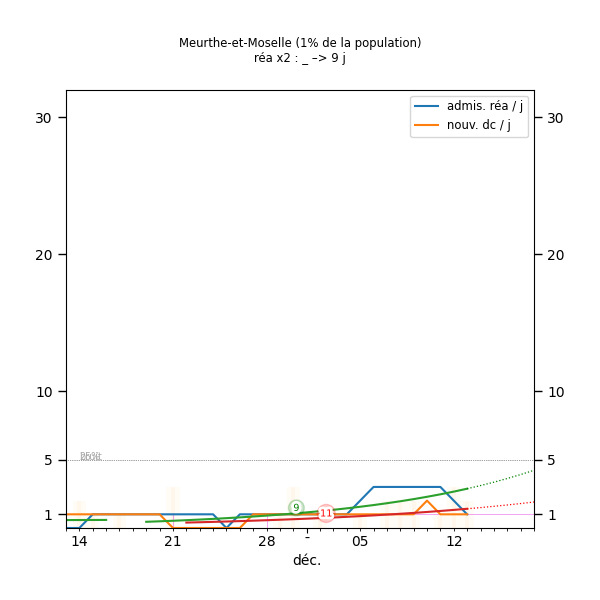 Meurthe-et-Moselle (1% de la population)
réa x2 : _ –> 9 j
admis. réa / j
nouv. dc / j
30 30
20 20
10 10
5 5
1 1
9
11
14 21 28 - 05 12
déc.